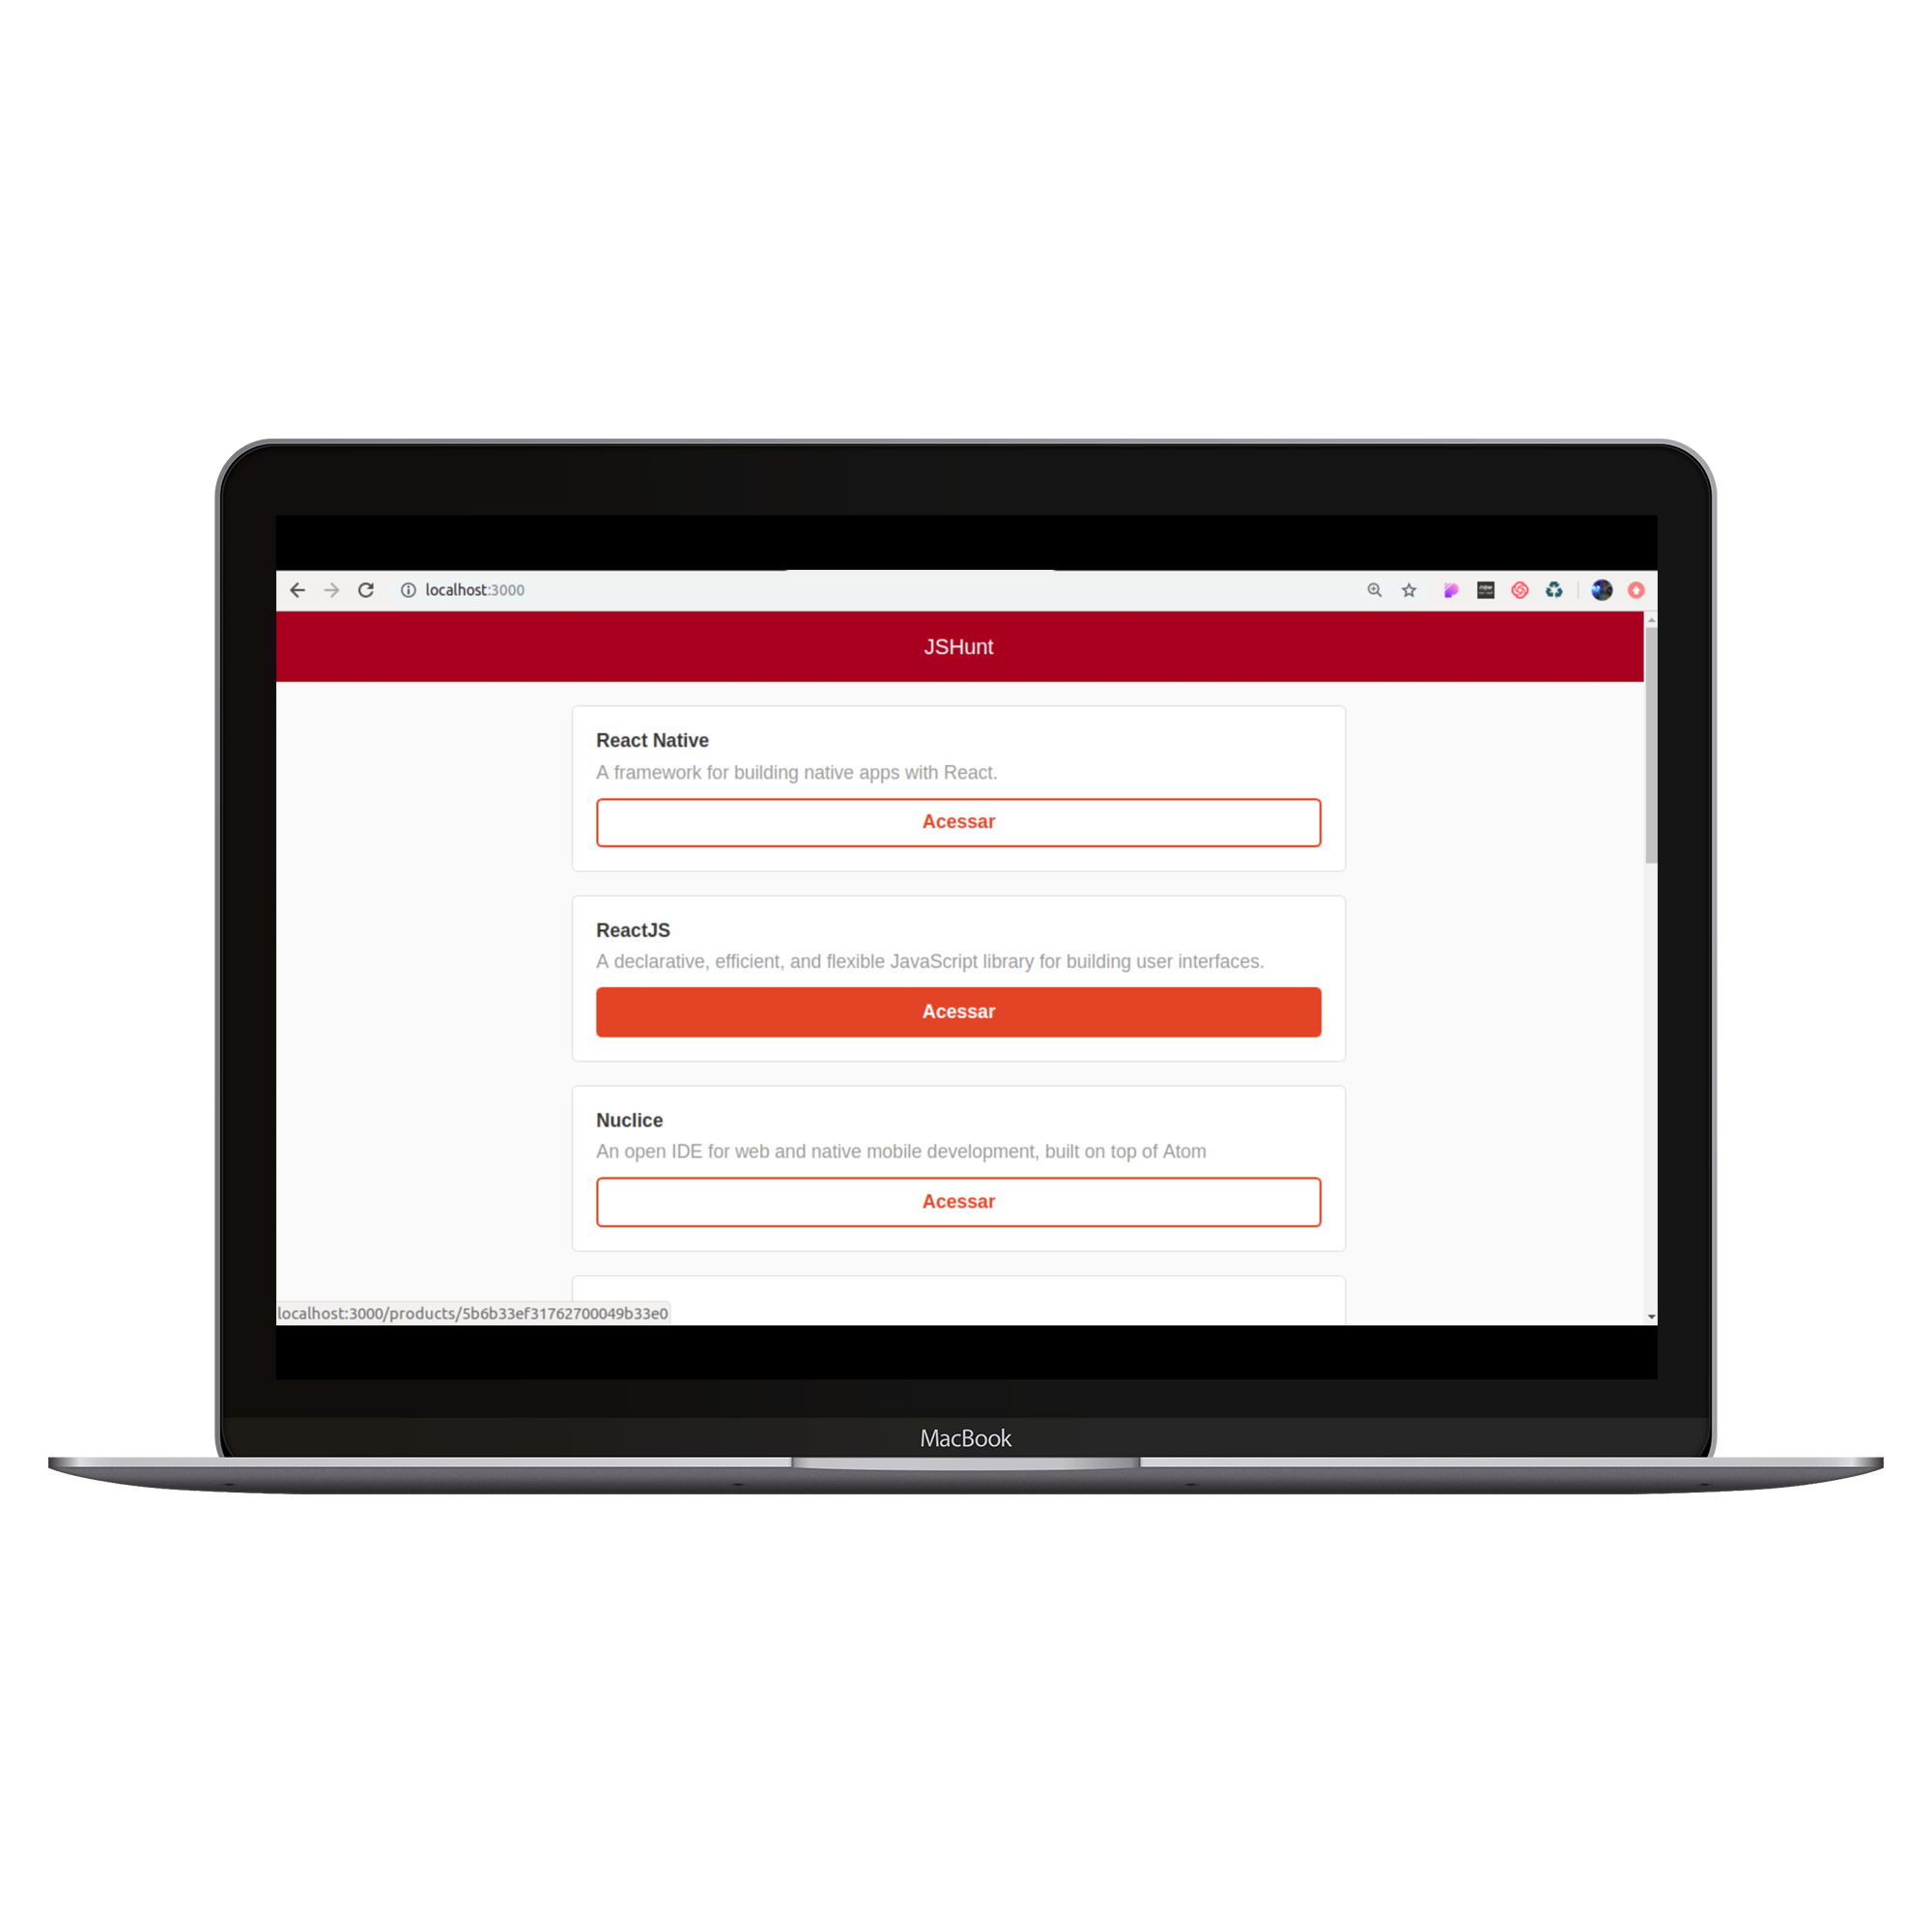 localhost:3000
JSHunt
React Native
A framework for building native apps with React.
Acessar
ReactJS
A declarative, efficient, and flexible JavaScript library for building user interfaces.
Acessar
Nuclice
An open IDE for web and native mobile development, built on top of Atom
Acessar
localhost:3000/products/5b6b33ef31762700049b33e0
MacBook